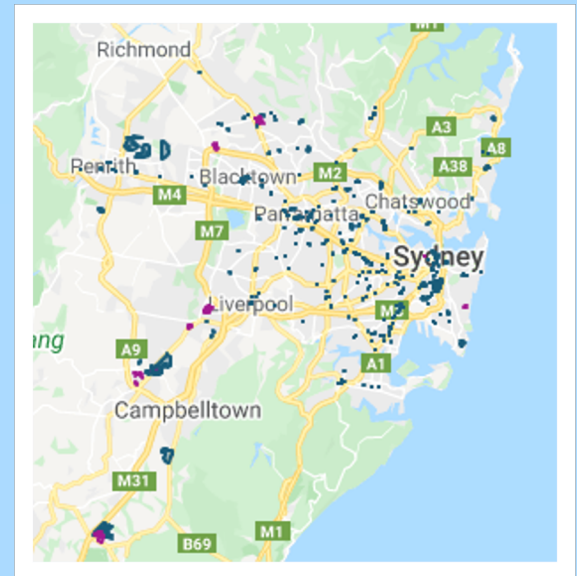 M1
Richmond
A3
A8
Penrith
A38
Blacktown
M2
M4
Parramatta
Chatswood
M7
Sydney
Liverpool
ang
A9
A1
Campbelltown
M31
M1
B69